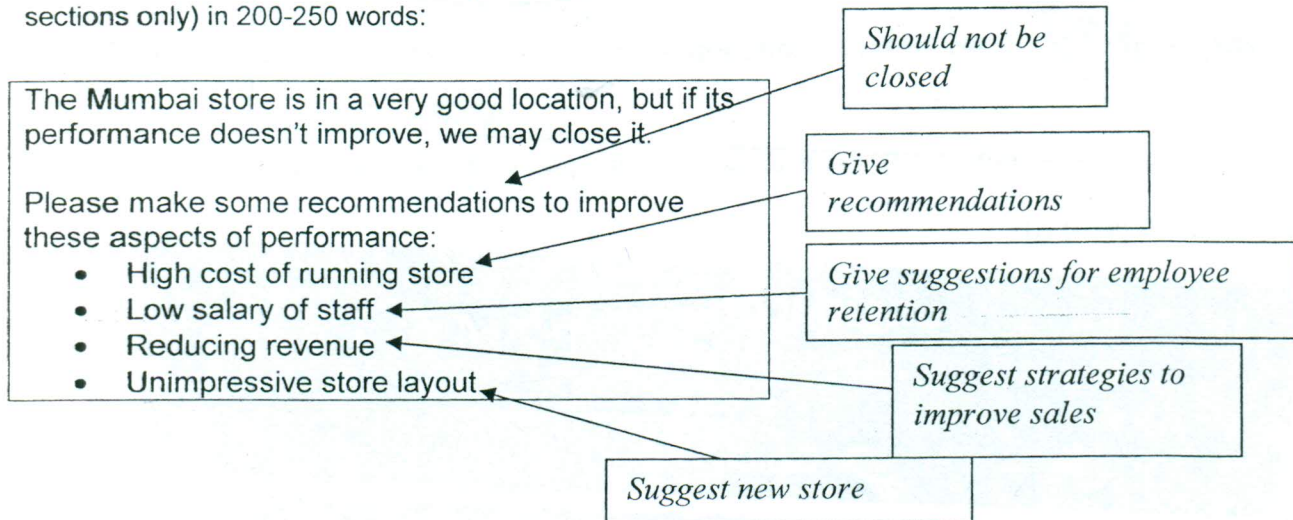 sections only) in 200-250 words:
The Mumbai store is in a very good location, but if its
performance doesn't improve, we may close it.
Please make some recommendations to improve
these aspects of performance:
• High cost of running store
• Low salary of staff
• Reducing revenue
• Unimpressive store layout
Should not be
closed
Give
recommendations
Give suggestions for employee
retention
Suggest strategies to
improve sales
Suggest new store